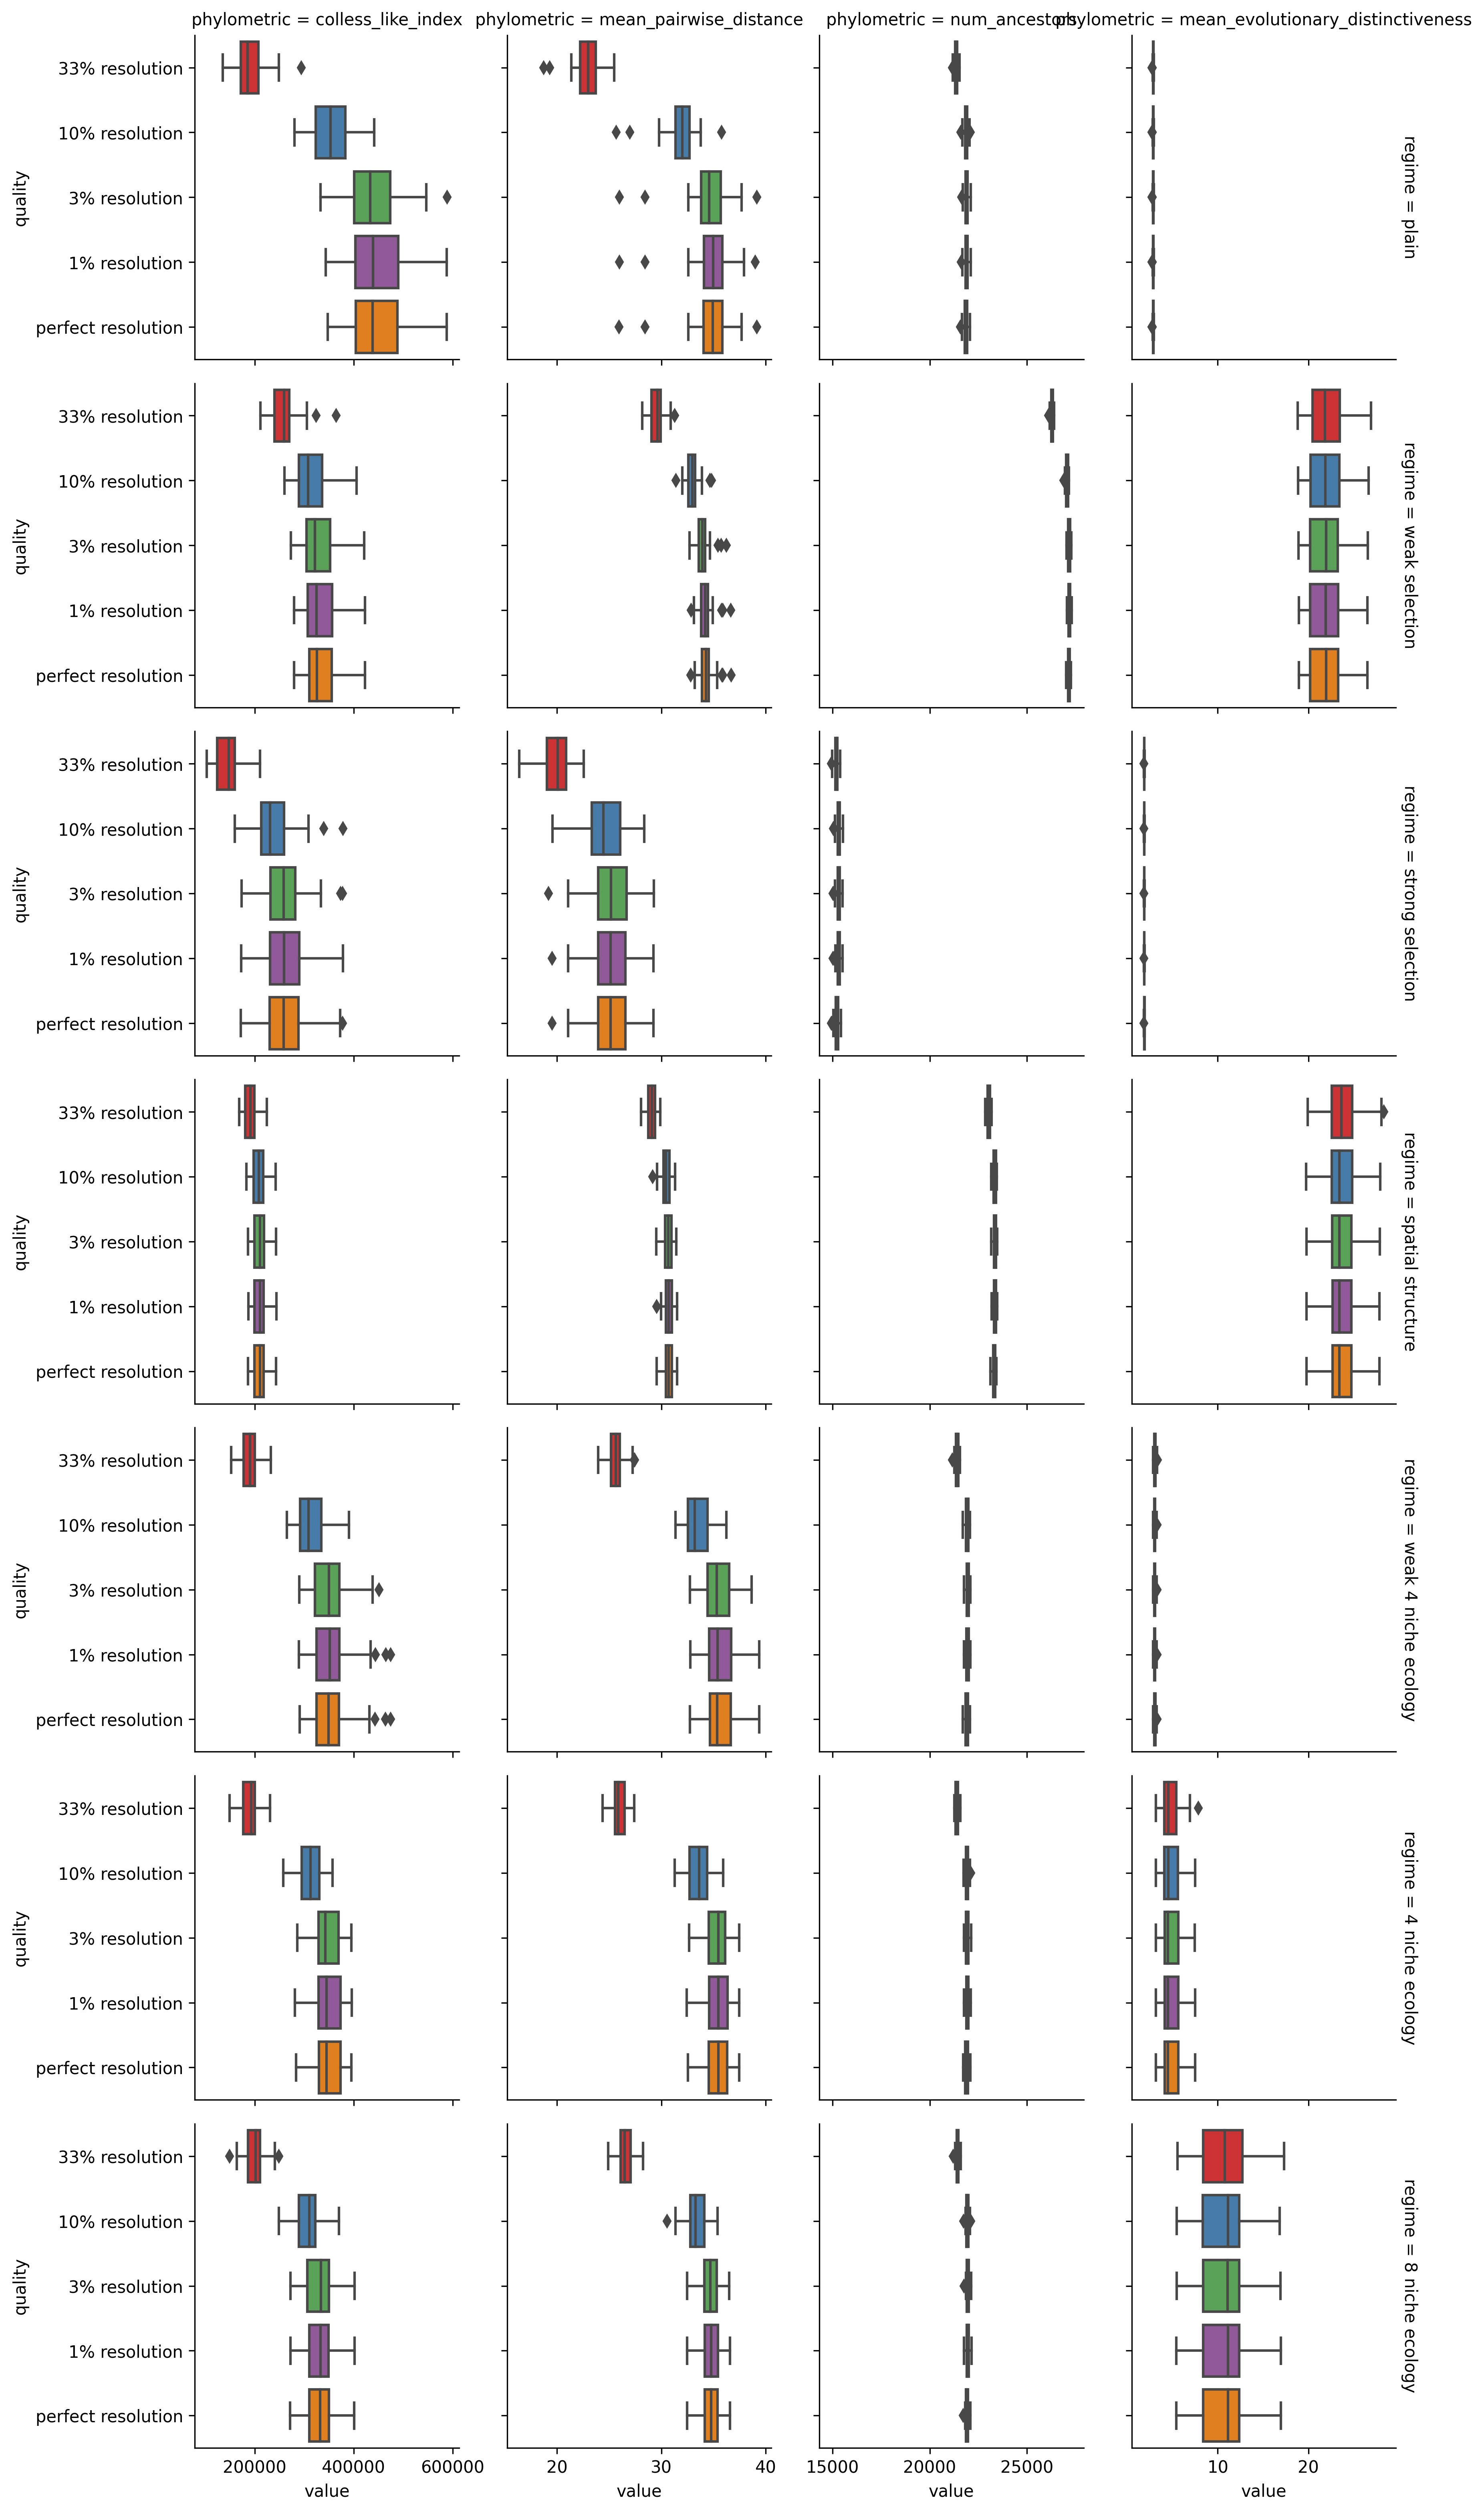 phylometric = colless_like_index
phylometric = mean_pairwise_distance
phylometric = num_ancestors
phylometric = mean_evolutionary_distinctiveness
quality
33% resolution
10% resolution
3% resolution
1% resolution
perfect resolution
regime = plain
quality
33% resolution
10% resolution
3% resolution
1% resolution
perfect resolution
regime = weak selection
quality
33% resolution
10% resolution
3% resolution
1% resolution
perfect resolution
regime = strong selection
quality
33% resolution
10% resolution
3% resolution
1% resolution
perfect resolution
regime = spatial structure
quality
33% resolution
10% resolution
3% resolution
1% resolution
perfect resolution
regime = weak 4 niche ecology
quality
33% resolution
10% resolution
3% resolution
1% resolution
perfect resolution
regime = 4 niche ecology
quality
33% resolution
10% resolution
3% resolution
1% resolution
perfect resolution
regime = 8 niche ecology
200000 400000 600000
value
20 30 40
value
15000 20000 25000
value
10 20
value